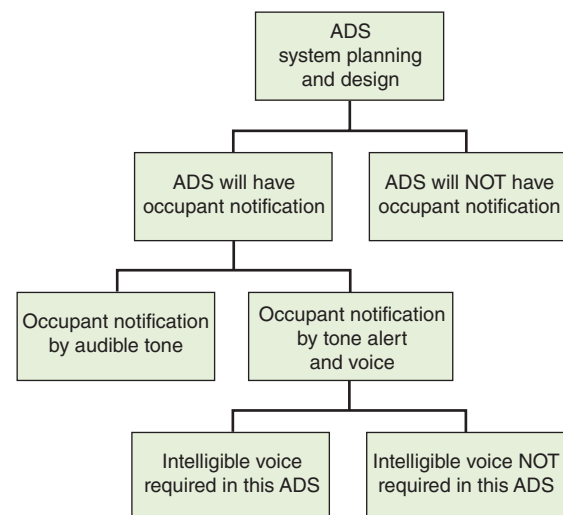 ADS
system planning
and design
ADS will have
occupant notification
ADS will NOT have
occupant notification
Occupant notification
by audible tone
Occupant notification
by tone alert
and voice
Intelligible voice
required in this ADS
Intelligible voice NOT
required in this ADS